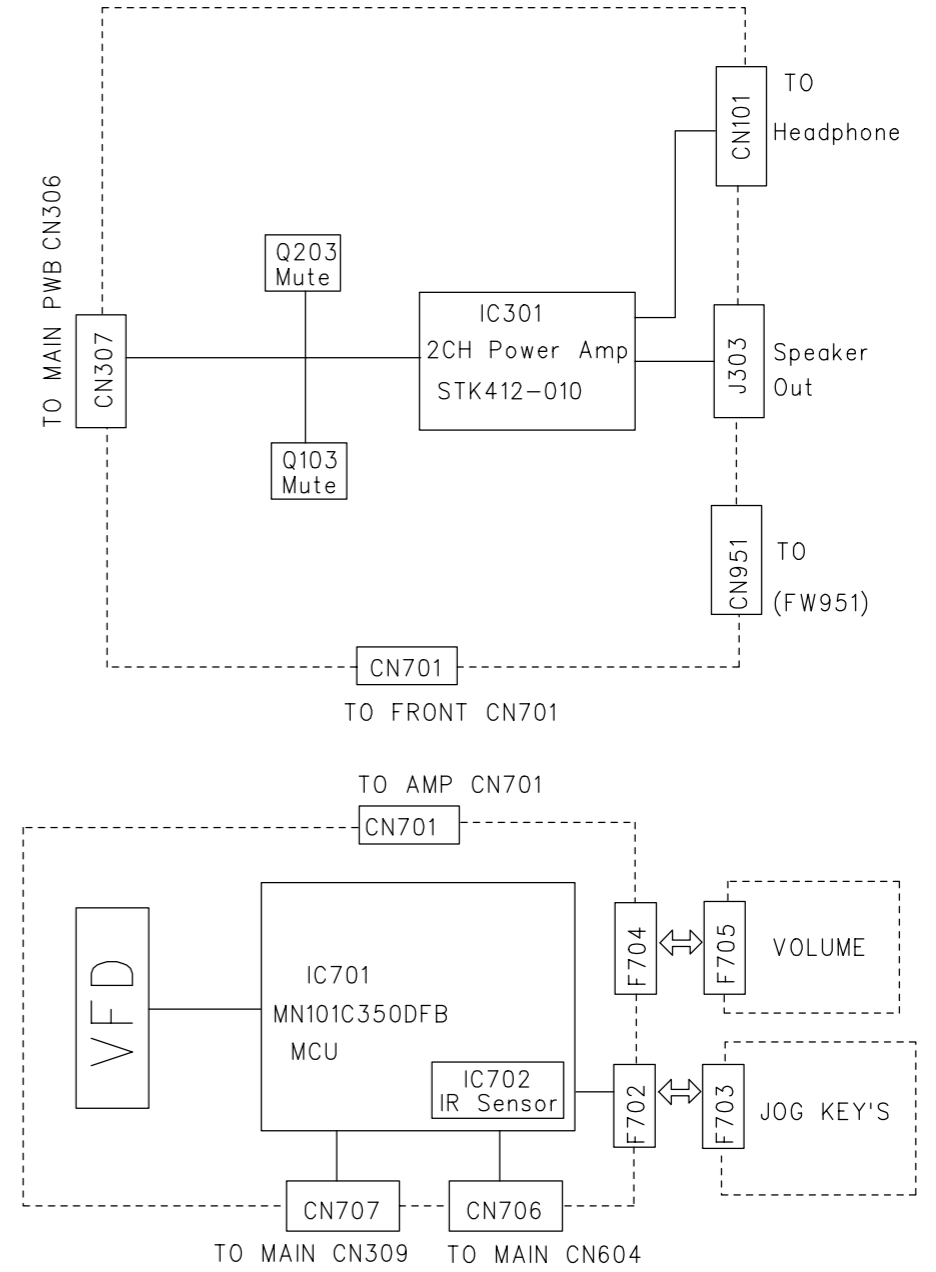 TO
Headphone
CN101
TO MAIN PWB CN306
CN307
Q203
Mute
IC301
2CH Power Amp
STK412-010
J303
Speaker
Out
Q103
Mute
CN951
TO
(FW951)
CN701
TO FRONT CN701
TO AMP CN701
CN701
VFD
IC701
MN101C350DFB
MCU
IC702
IR Sensor
F704
F705
VOLUME
F702
F703
JOG KEY'S
CN707
CN706
TO MAIN CN309
TO MAIN CN604